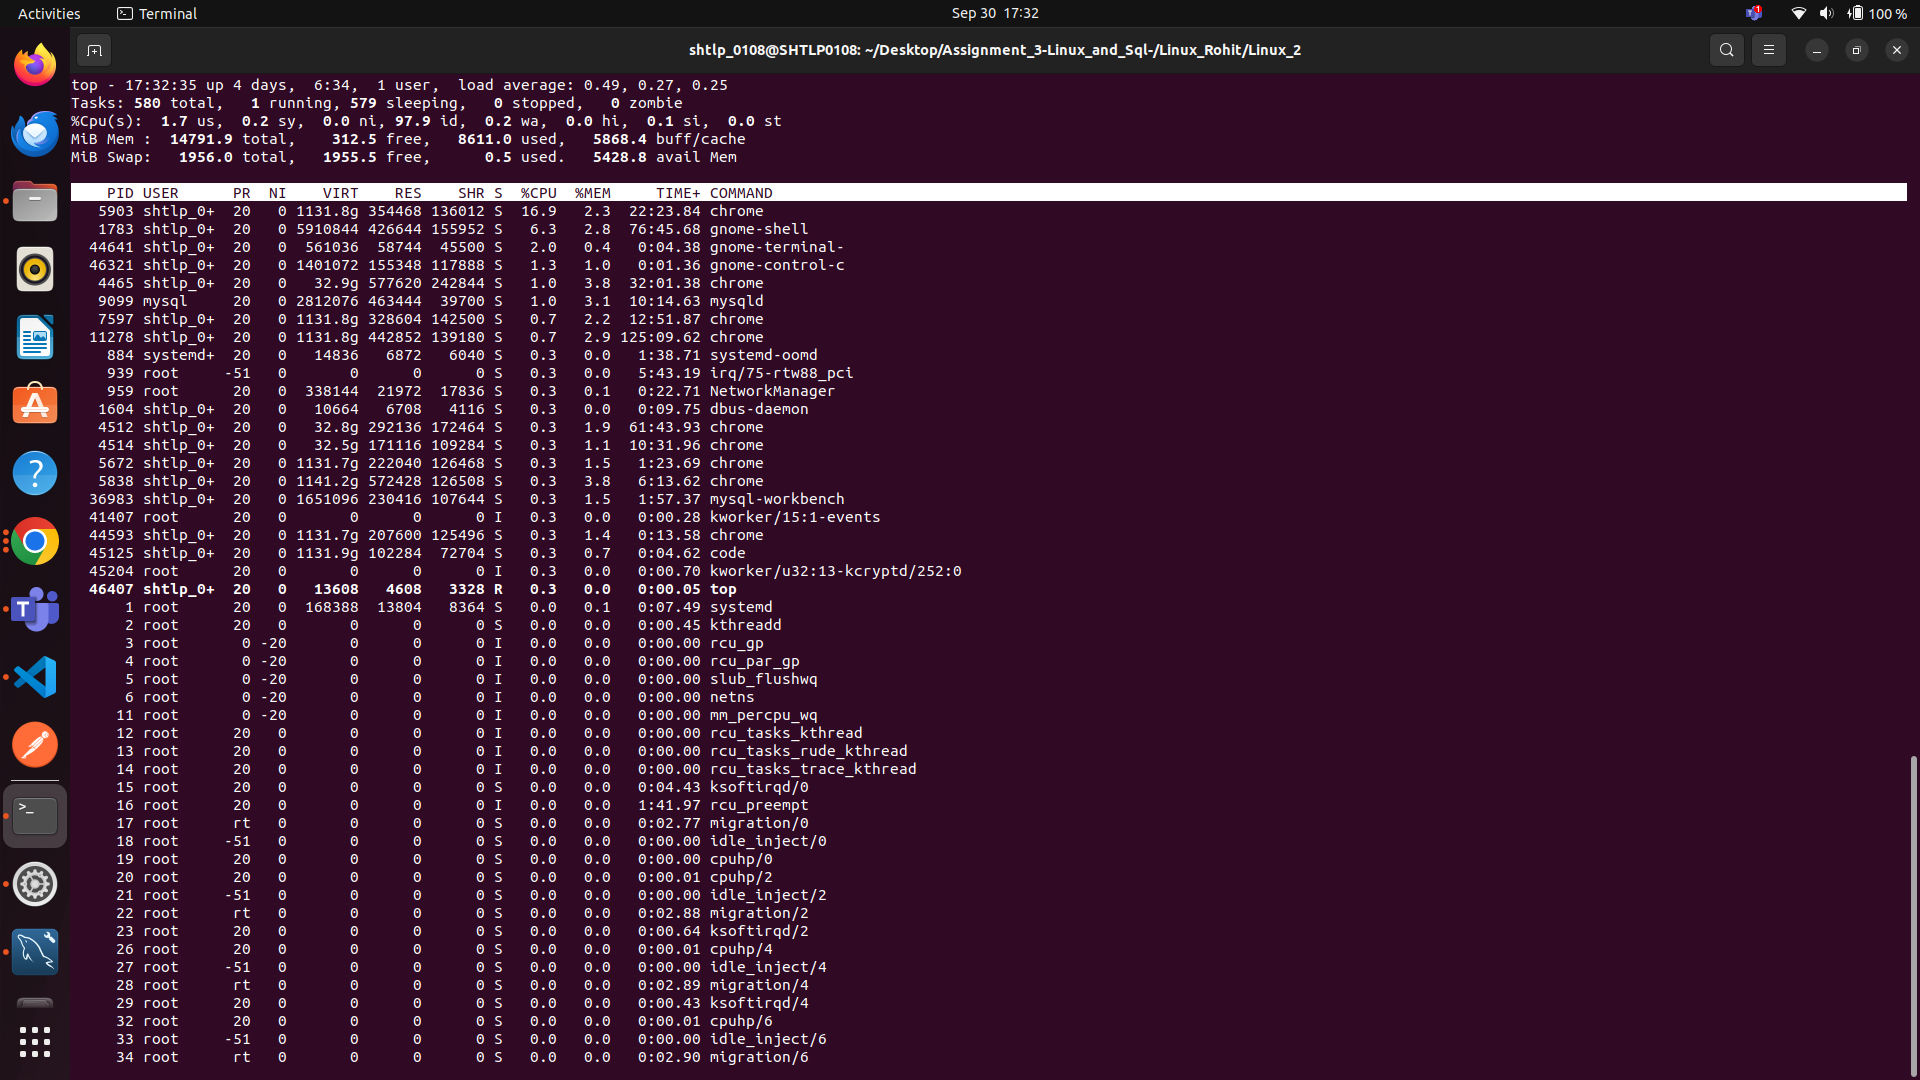 Activities Terminal Sep 30 17:32 1 100 %
shtlp_0108@SHTLP0108: ~/Desktop/Assignment_3-Linux_and_Sql-/Linux_Rohit/Linux_2
top - 17:32:35 up 4 days,  6:34,  1 user,  load average: 0.49, 0.27, 0.25
Tasks: 580 total,   1 running, 579 sleeping,   0 stopped,   0 zombie
%Cpu(s):  1.7 us,  0.2 sy,  0.0 ni, 97.9 id,  0.2 wa,  0.0 hi,  0.1 si,  0.0 st
MiB Mem :  14791.9 total,    312.5 free,   8611.0 used,   5868.4 buff/cache
MiB Swap:   1956.0 total,   1955.5 free,      0.5 used.   5428.8 avail Mem
PID USER PR NI VIRT RES SHR S %CPU %MEM TIME+ COMMAND
5903 shtlp_0+ 20 0 1131.8g 354468 136012 S 16.9 2.3 22:23.84 chrome
1783 shtlp_0+ 20 0 5910844 426644 155952 S 6.3 2.8 76:45.68 gnome-shell
44641 shtlp_0+ 20 0 561036 58744 45500 S 2.0 0.4 0:04.38 gnome-terminal-
46321 shtlp_0+ 20 0 1401072 155348 117888 S 1.3 1.0 0:01.36 gnome-control-c
4465 shtlp_0+ 20 0 32.9g 577620 242844 S 1.0 3.8 32:01.38 chrome
9099 mysql 20 0 2812076 463444 39700 S 1.0 3.1 10:14.63 mysqld
7597 shtlp_0+ 20 0 1131.8g 328604 142500 S 0.7 2.2 12:51.87 chrome
11278 shtlp_0+ 20 0 1131.8g 442852 139180 S 0.7 2.9 125:09.62 chrome
884 systemd+ 20 0 14836 6872 6040 S 0.3 0.0 1:38.71 systemd-oomd
939 root -51 0 0 0 0 S 0.3 0.0 5:43.19 irq/75-rtw88_pci
959 root 20 0 338144 21972 17836 S 0.3 0.1 0:22.71 NetworkManager
1604 shtlp_0+ 20 0 10664 6708 4116 S 0.3 0.0 0:09.75 dbus-daemon
4512 shtlp_0+ 20 0 32.8g 292136 172464 S 0.3 1.9 61:43.93 chrome
4514 shtlp_0+ 20 0 32.5g 171116 109284 S 0.3 1.1 10:31.96 chrome
5672 shtlp_0+ 20 0 1131.7g 222040 126468 S 0.3 1.5 1:23.69 chrome
5838 shtlp_0+ 20 0 1141.2g 572428 126508 S 0.3 3.8 6:13.62 chrome
36983 shtlp_0+ 20 0 1651096 230416 107644 S 0.3 1.5 1:57.37 mysql-workbench
41407 root 20 0 0 0 0 I 0.3 0.0 0:00.28 kworker/15:1-events
44593 shtlp_0+ 20 0 1131.7g 207600 125496 S 0.3 1.4 0:13.58 chrome
45125 shtlp_0+ 20 0 1131.9g 102284 72704 S 0.3 0.7 0:04.62 code
45204 root 20 0 0 0 0 I 0.3 0.0 0:00.70 kworker/u32:13-kcryptd/252:0
46407 shtlp_0+ 20 0 13608 4608 3328 R 0.3 0.0 0:00.05 top
1 root 20 0 168388 13804 8364 S 0.0 0.1 0:07.49 systemd
2 root 20 0 0 0 0 S 0.0 0.0 0:00.45 kthreadd
3 root 0 -20 0 0 0 I 0.0 0.0 0:00.00 rcu_gp
4 root 0 -20 0 0 0 I 0.0 0.0 0:00.00 rcu_par_gp
5 root 0 -20 0 0 0 I 0.0 0.0 0:00.00 slub_flushwq
6 root 0 -20 0 0 0 I 0.0 0.0 0:00.00 netns
11 root 0 -20 0 0 0 I 0.0 0.0 0:00.00 mm_percpu_wq
12 root 20 0 0 0 0 I 0.0 0.0 0:00.00 rcu_tasks_kthread
13 root 20 0 0 0 0 I 0.0 0.0 0:00.00 rcu_tasks_rude_kthread
14 root 20 0 0 0 0 I 0.0 0.0 0:00.00 rcu_tasks_trace_kthread
15 root 20 0 0 0 0 S 0.0 0.0 0:04.43 ksoftirqd/0
16 root 20 0 0 0 0 I 0.0 0.0 1:41.97 rcu_preempt
17 root rt 0 0 0 0 S 0.0 0.0 0:02.77 migration/0
18 root -51 0 0 0 0 S 0.0 0.0 0:00.00 idle_inject/0
19 root 20 0 0 0 0 S 0.0 0.0 0:00.00 cpuhp/0
20 root 20 0 0 0 0 S 0.0 0.0 0:00.01 cpuhp/2
21 root -51 0 0 0 0 S 0.0 0.0 0:00.00 idle_inject/2
22 root rt 0 0 0 0 S 0.0 0.0 0:02.88 migration/2
23 root 20 0 0 0 0 S 0.0 0.0 0:00.64 ksoftirqd/2
26 root 20 0 0 0 0 S 0.0 0.0 0:00.01 cpuhp/4
27 root -51 0 0 0 0 S 0.0 0.0 0:00.00 idle_inject/4
28 root rt 0 0 0 0 S 0.0 0.0 0:02.89 migration/4
29 root 20 0 0 0 0 S 0.0 0.0 0:00.43 ksoftirqd/4
32 root 20 0 0 0 0 S 0.0 0.0 0:00.01 cpuhp/6
33 root -51 0 0 0 0 S 0.0 0.0 0:00.00 idle_inject/6
34 root rt 0 0 0 0 S 0.0 0.0 0:02.90 migration/6